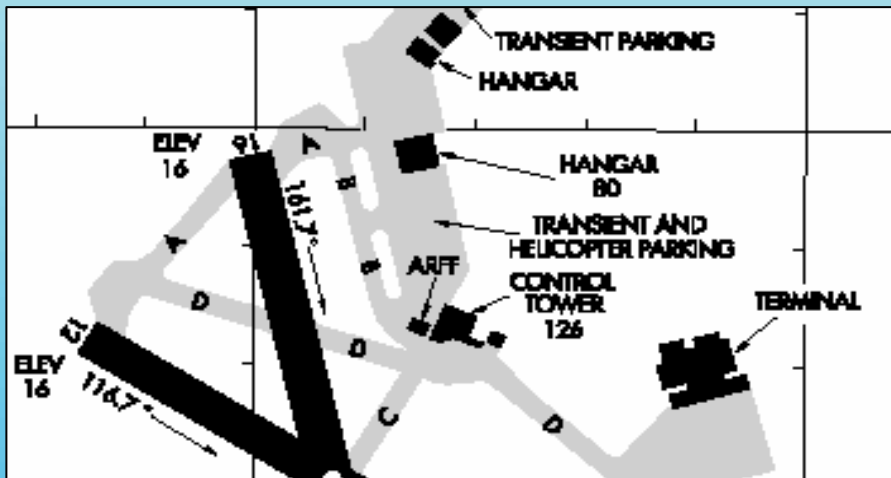 TRANSIENT PARKING
HANGAR
ELEV
16
16
A
HANGAR
80
B
161.7°
TRANSIENT AND
HELICOPTER PARKING
A
B
ARFF
CONTROL
TOWER
126
TERMINAL
D
12
D
ELEV
16
116.7°
C
D